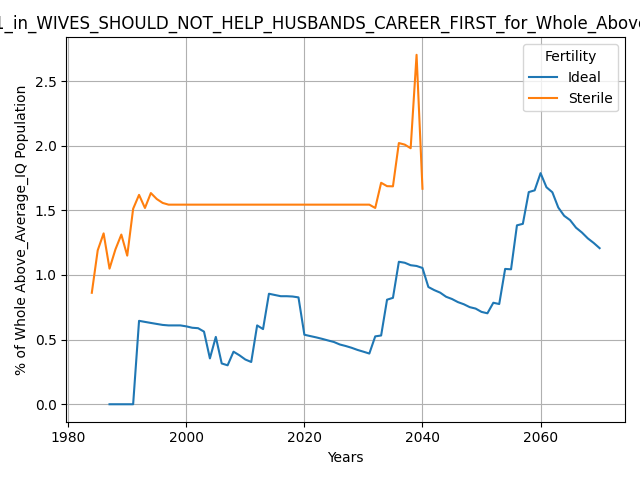 1_in_WIVES_SHOULD_NOT_HELP_HUSBANDS_CAREER_FIRST_for_Whole_Above
Fertility
Ideal
Sterile
% of Whole Above_Average_IQ Population
2.5
2.0
1.5
1.0
0.5
0.0
1980 2000 2020 2040 2060
Years